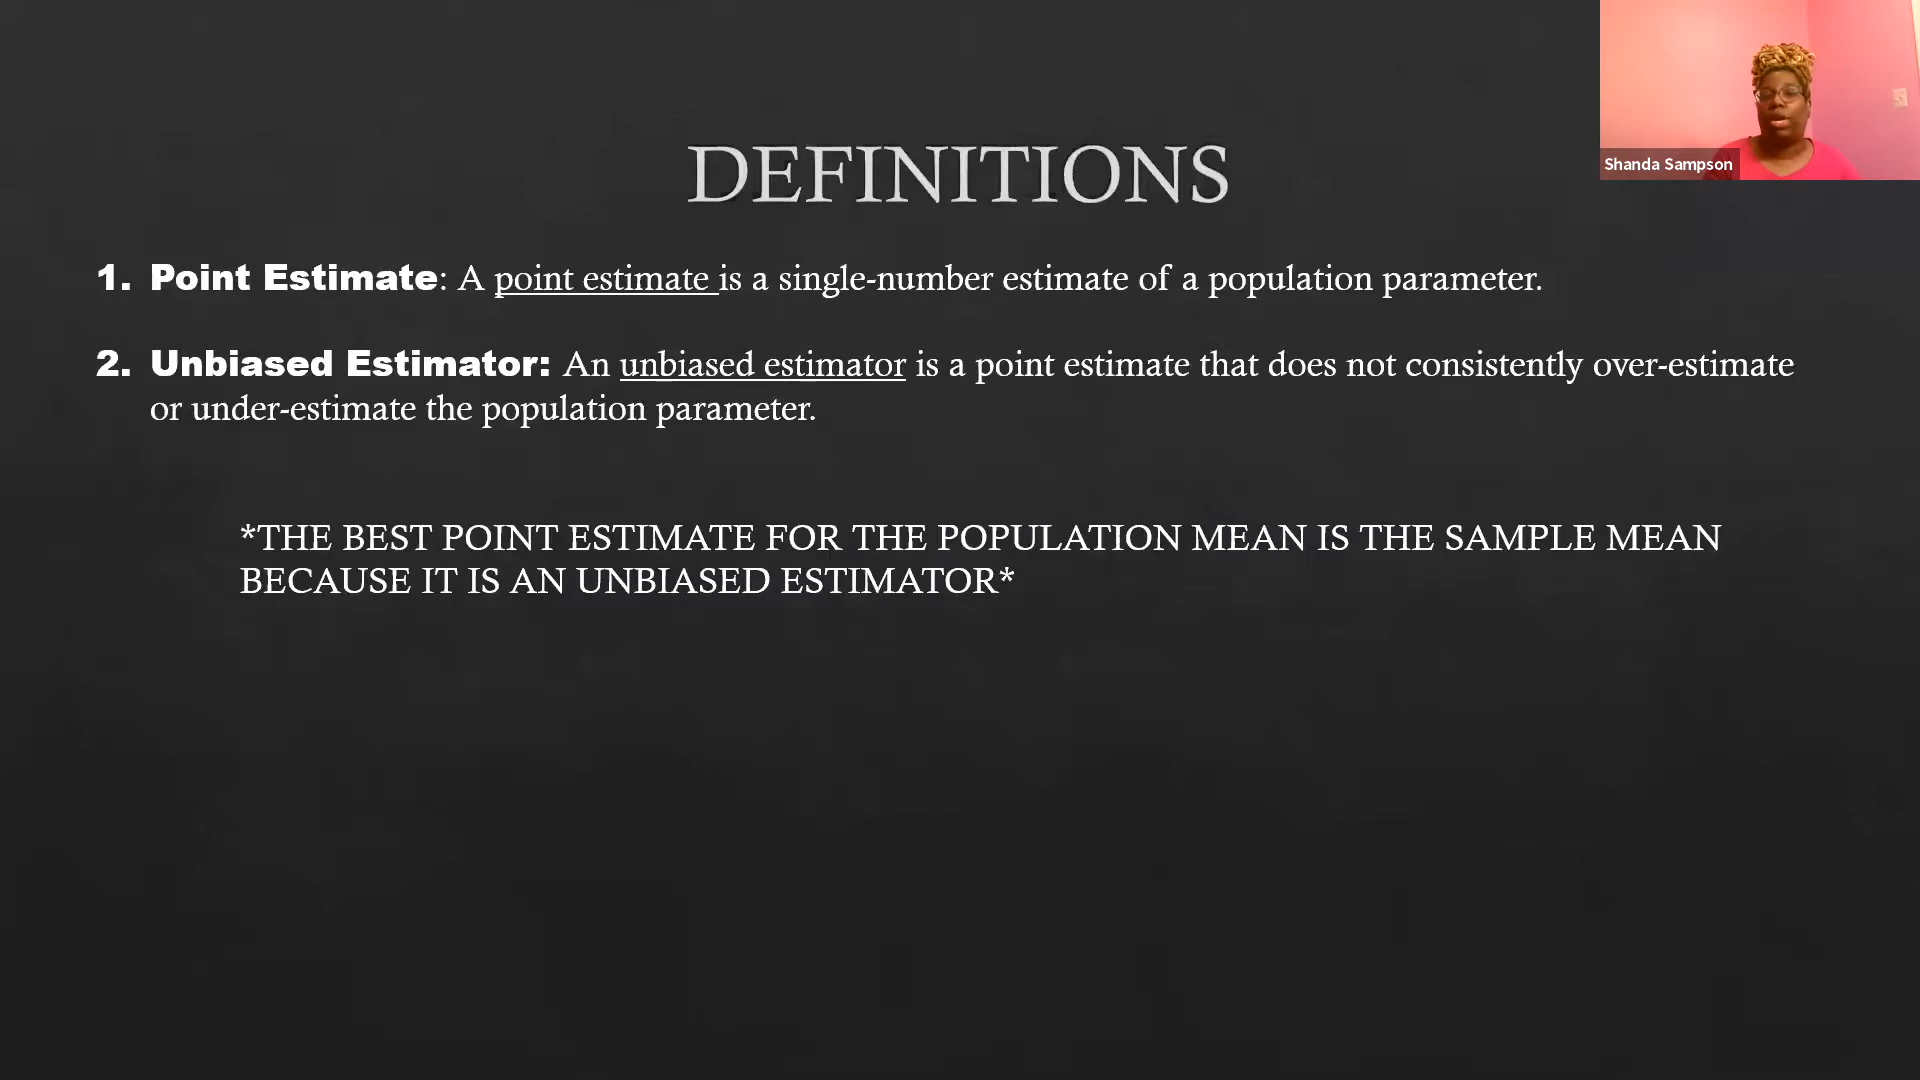 DEFINITIONS
Shanda Sampson
1. Point Estimate: A point estimate is a single-number estimate of a population parameter.
2. Unbiased Estimator: An unbiased estimator is a point estimate that does not consistently over-estimate
or under-estimate the population parameter.
*THE BEST POINT ESTIMATE FOR THE POPULATION MEAN IS THE SAMPLE MEAN
BECAUSE IT IS AN UNBIASED ESTIMATOR*